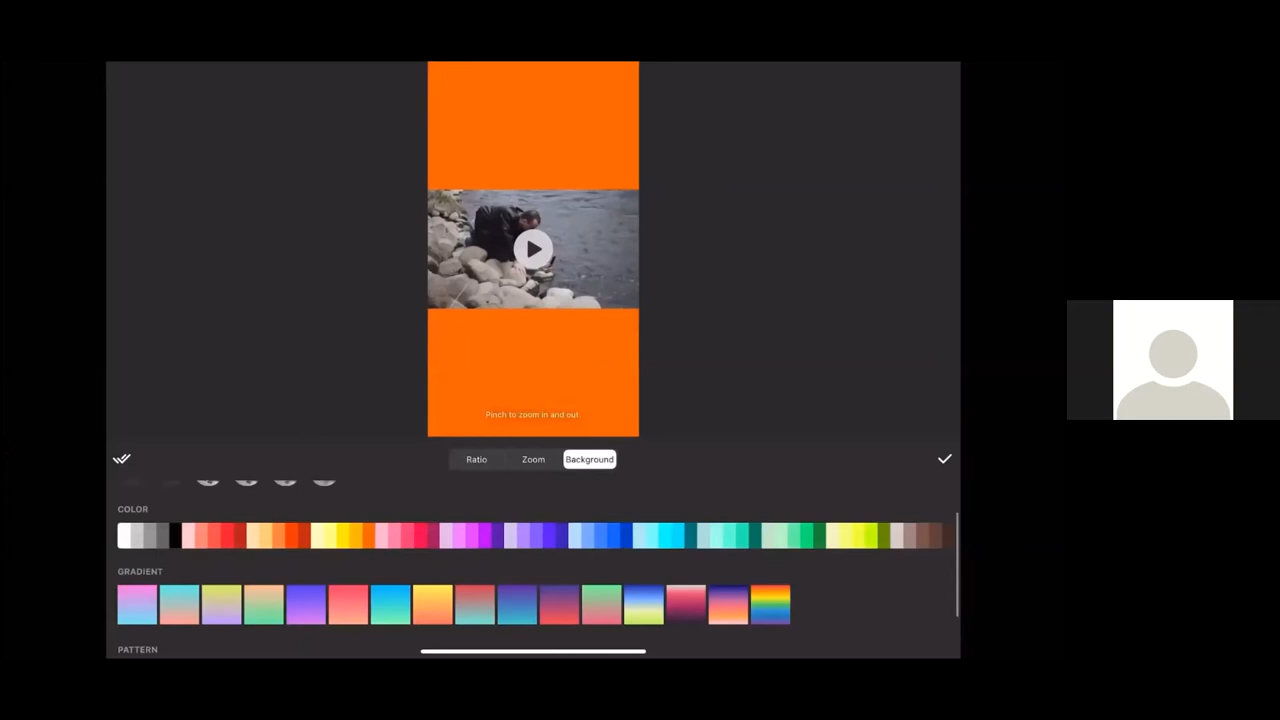 Pinch to zoom in and out.
Ratio Zoom Background
COLOR
GRADIENT
PATTERN